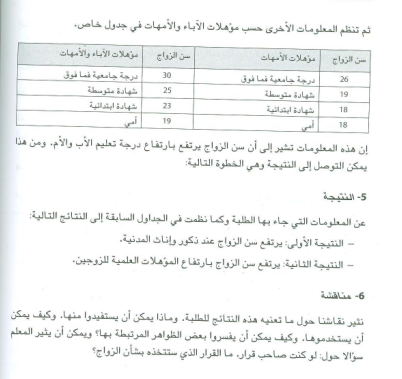 ثم تنظم المعلومات الأخرى حسب مؤهلات الآباء والأمهات في جدول خاص.
سن الزواج | مؤهلات الأمهات | سن الزواج | مؤهلات الآباء والأمهات
26 | درجة جامعية فما فوق | 30 | درجة جامعية فما فوق
19 | شهادة متوسطة | 25 | شهادة متوسطة
18 | شهادة ابتدائية | 23 | شهادة ابتدائية
18 | أمي | 19 | أمي
إن هذه المعلومات تشير إلى أن سن الزواج يرتفع بارتفاع درجة تعليم الأب والأم. ومن هذا
يمكن التوصل إلى النتيجة وهي الخطوة التالية:
5- النتيجة
عن المعلومات التي جاء بها الطلبة وكما نظمت في الجداول السابقة إلى النتائج التالية:
– النتيجة الأولى: يرتفع سن الزواج عند ذكور وإناث المدنية.
– النتيجة الثانية: يرتفع سن الزواج بارتفاع المؤهلات العلمية للزوجين.
6- مناقشة
نثير نقاشنا حول ما تعنيه هذه النتائج للطلبة، وماذا يمكن أن يستفيدوا منها، وكيف يمكن
أن يستخدموها، وكيف يمكن أن يفسروا بعض الظواهر المرتبطة بها؟ ويمكن أن يثير المعلم
سؤالا حول: لو كنت صاحب قرار، ما القرار الذي ستتخذه بشأن الزواج؟